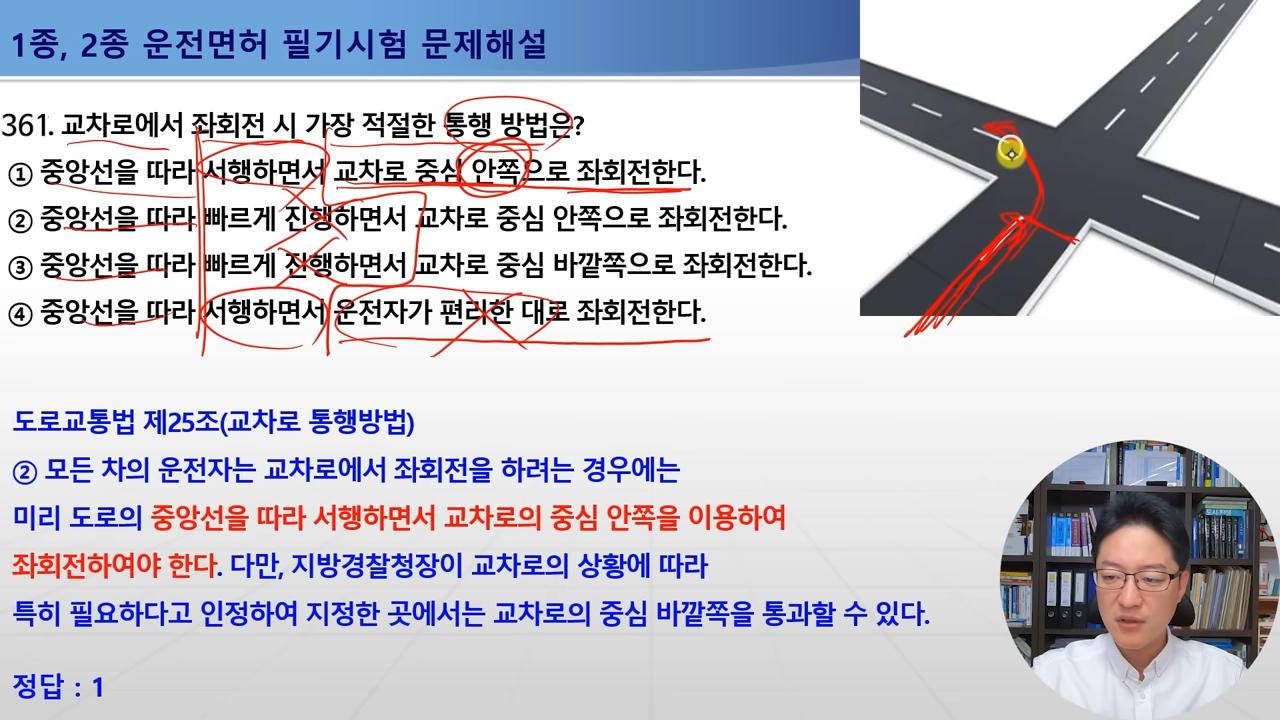 1종, 2종 운전면허 필기시험 문제해설
361. 교차로에서 좌회전 시 가장 적절한 통행 방법은?
① 중앙선을 따라 서행하면서 교차로 중심 안쪽으로 좌회전한다.
② 중앙선을 따라 빠르게 진행하면서 교차로 중심 안쪽으로 좌회전한다.
③ 중앙선을 따라 빠르게 진행하면서 교차로 중심 바깥쪽으로 좌회전한다.
④ 중앙선을 따라 서행하면서 운전자가 편리한 대로 좌회전한다.
도로교통법 제25조(교차로 통행방법)
② 모든 차의 운전자는 교차로에서 좌회전을 하려는 경우에는
미리 도로의 중앙선을 따라 서행하면서 교차로의 중심 안쪽을 이용하여
좌회전하여야 한다. 다만, 지방경찰청장이 교차로의 상황에 따라
특히 필요하다고 인정하여 지정한 곳에서는 교차로의 중심 바깥쪽을 통과할 수 있다.
정답 : 1